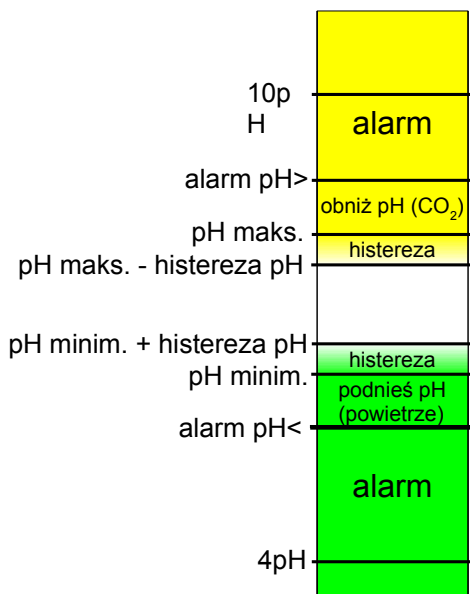 10p
H
alarm
alarm pH>
obniż pH (CO₂)
pH maks.
histereza
pH maks. - histereza pH
pH minim. + histereza pH
histereza
pH minim.
podnieś pH
(powietrze)
alarm pH<
alarm
4pH